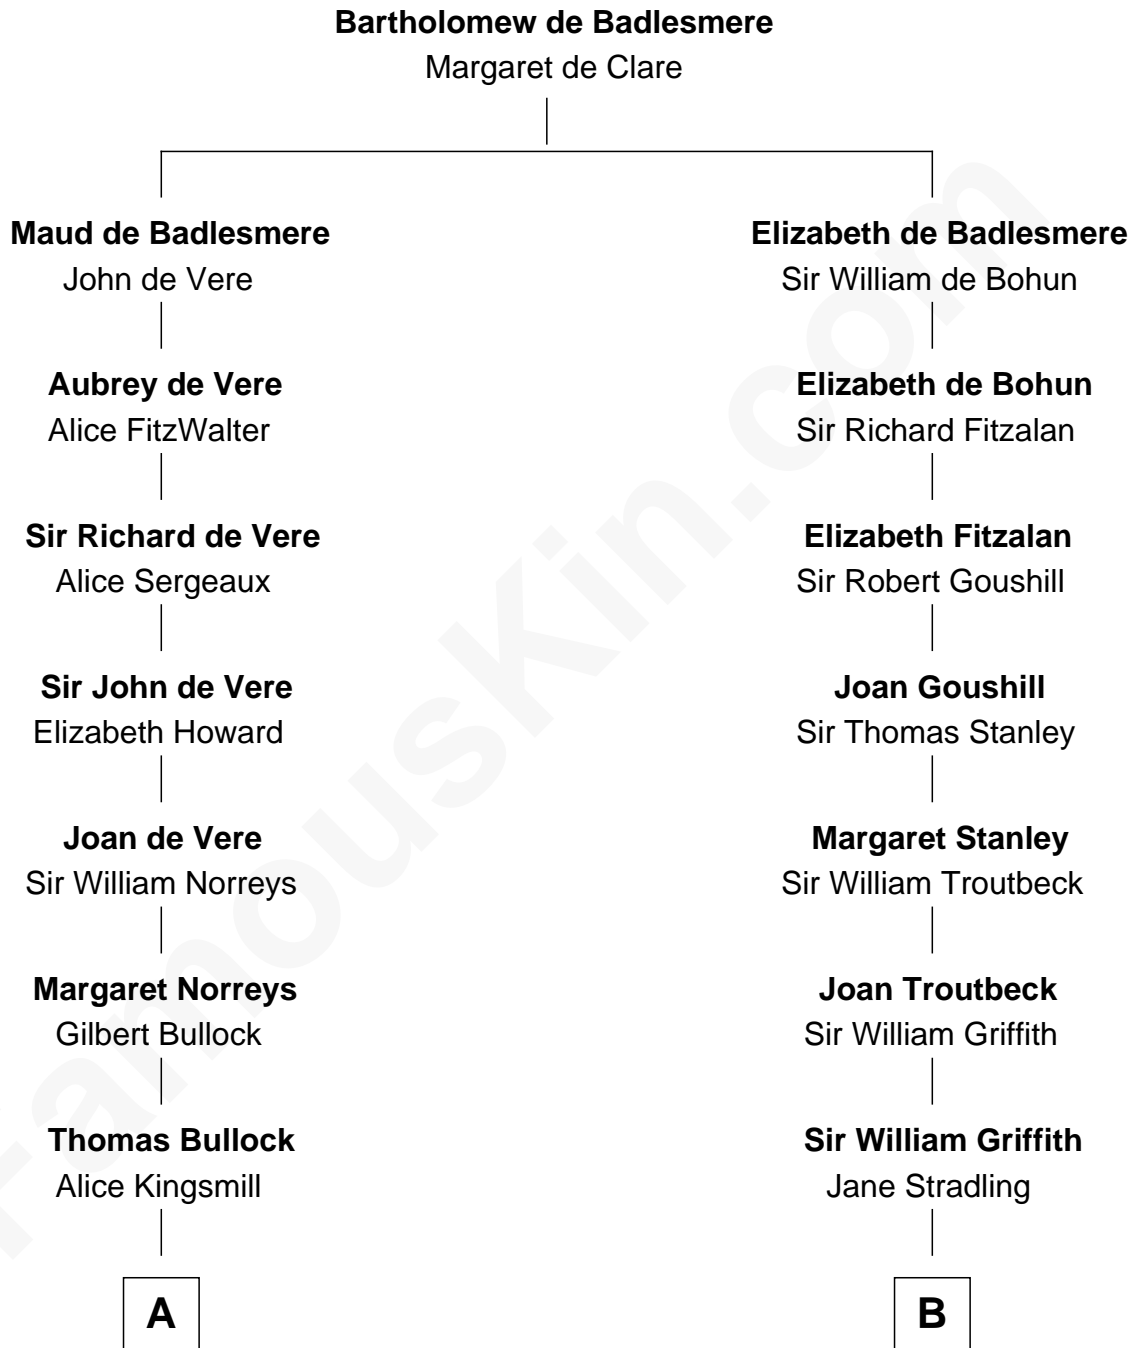 Bartholomew de Badlesmere
Margaret de Clare
Maud de Badlesmere
John de Vere
Elizabeth de Badlesmere
Sir William de Bohun
Aubrey de Vere
Alice FitzWalter
Elizabeth de Bohun
Sir Richard Fitzalan
Sir Richard de Vere
Alice Sergeaux
Elizabeth Fitzalan
Sir Robert Goushill
Sir John de Vere
Elizabeth Howard
Joan Goushill
Sir Thomas Stanley
Joan de Vere
Sir William Norreys
Margaret Stanley
Sir William Troutbeck
Margaret Norreys
Gilbert Bullock
Joan Troutbeck
Sir William Griffith
Thomas Bullock
Alice Kingsmill
Sir William Griffith
Jane Stradling
A
B
FamousKin.com